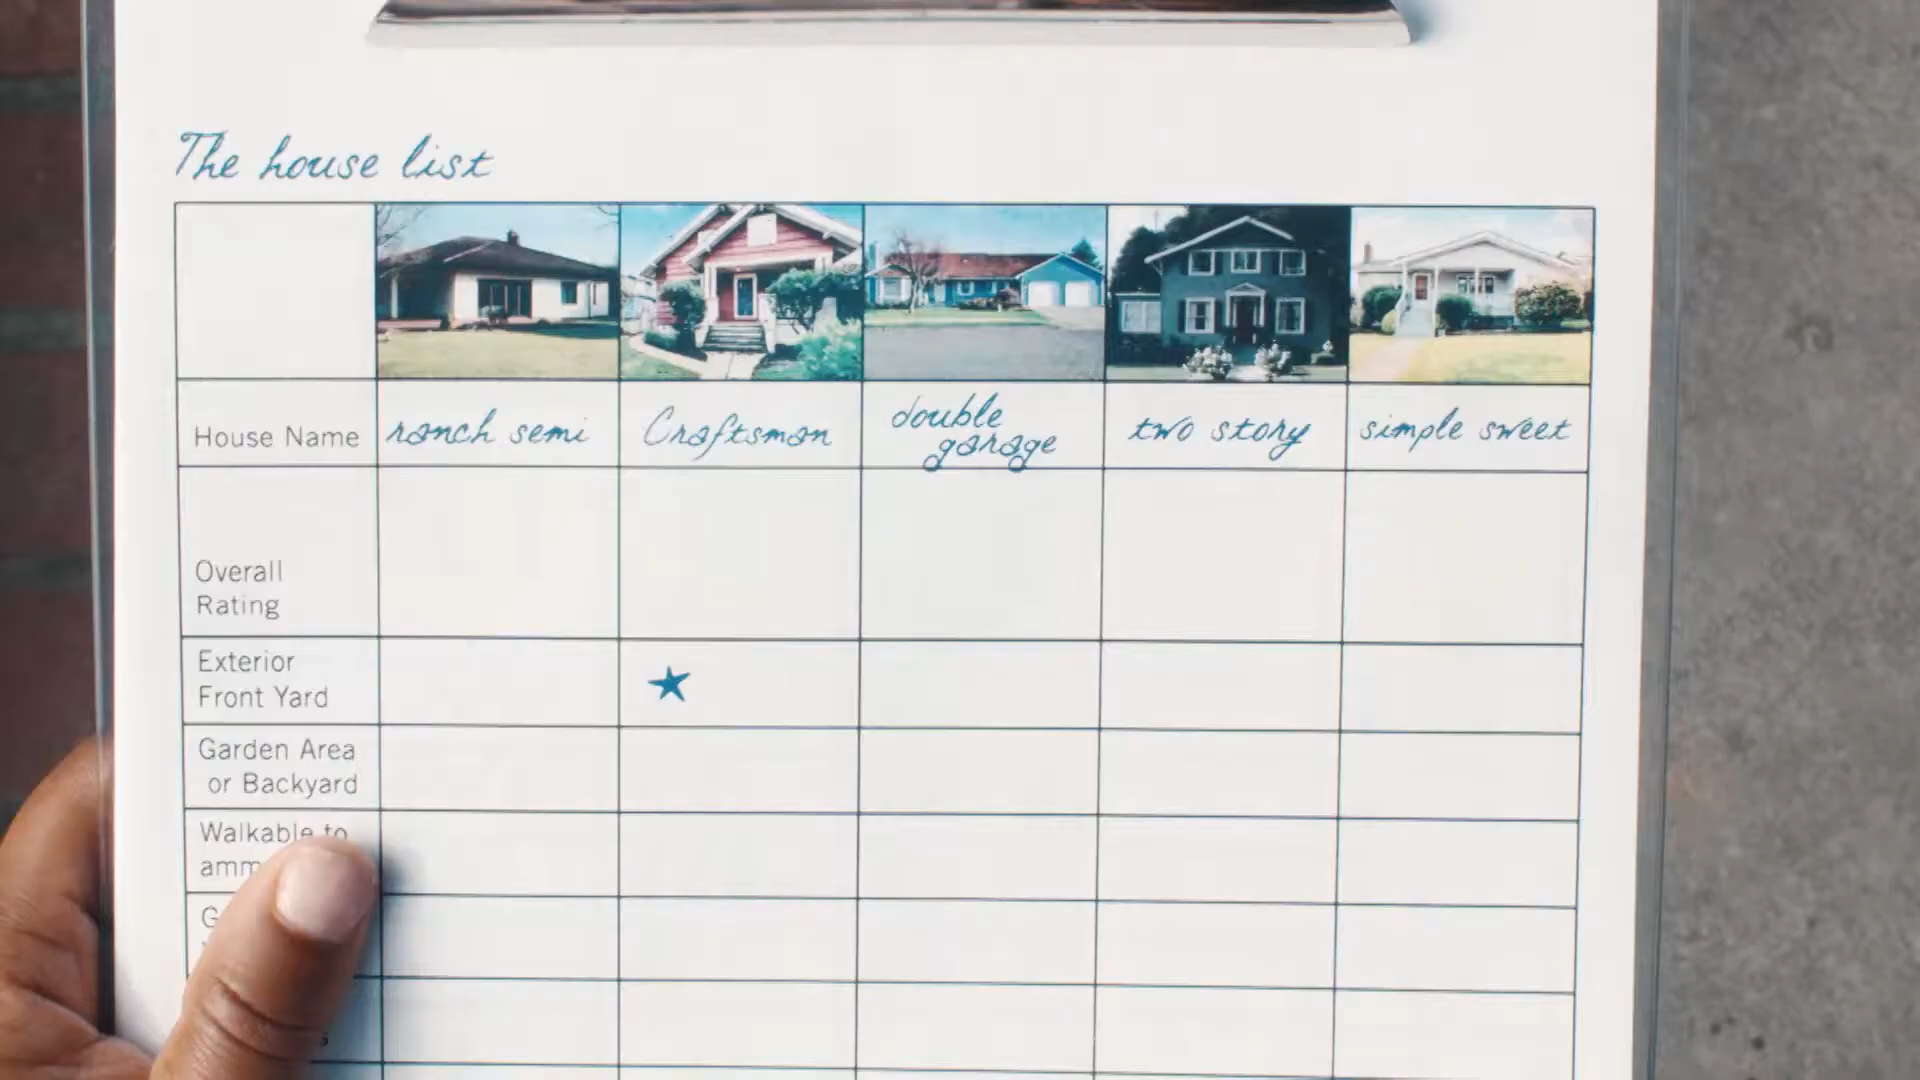 The house list
House Name
ranch semi
Craftsman
double
garage
two story
simple sweet
Overall
Rating
Exterior
Front Yard
Garden Area
or Backyard
Walkable to